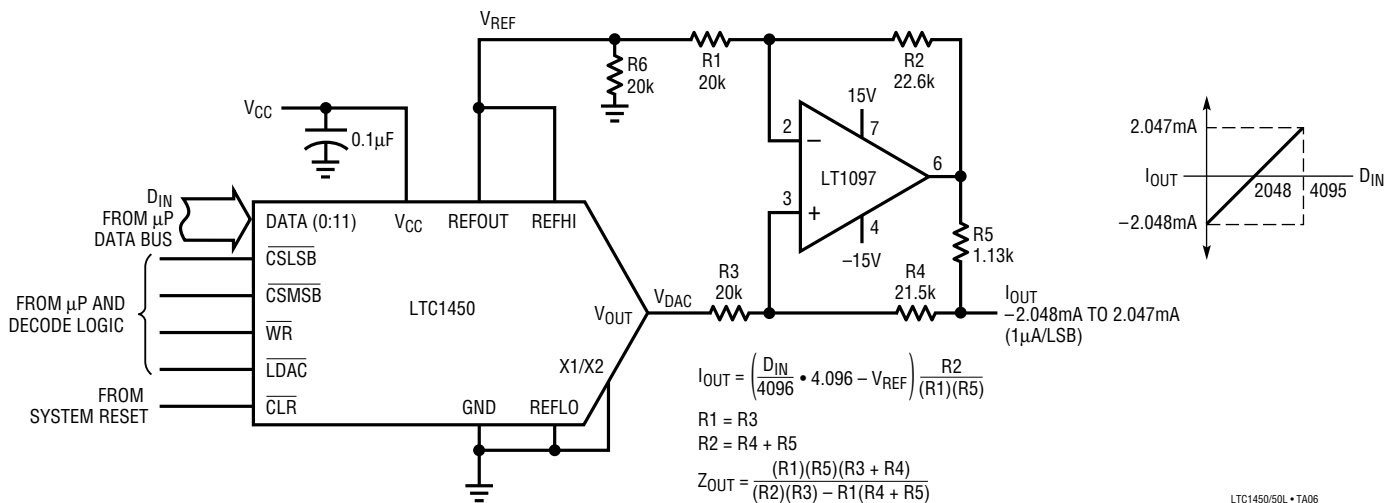 V_REF
R6
20k
R1
20k
R2
22.6k
V_CC
0.1µF
15V
2
7
–
6
LT1097
3
+
4
–15V
R5
1.13k
2.047mA
I_OUT
2048
4095
D_IN
–2.048mA
D_IN
FROM µP
DATA BUS
DATA (0:11)
V_CC
REFOUT
REFHI
CSLSB
CSMSB
WR
LDAC
CLR
FROM µP AND
DECODE LOGIC
FROM
SYSTEM RESET
LTC1450
V_OUT
X1/X2
GND
REFLO
V_DAC
R3
20k
R4
21.5k
I_OUT
–2.048mA TO 2.047mA
(1µA/LSB)
I_OUT = (D_IN/4096 • 4.096 – V_REF) R2/(R1)(R5)
R1 = R3
R2 = R4 + R5
Z_OUT = (R1)(R5)(R3 + R4)/(R2)(R3) – R1(R4 + R5)
LTC1450/50L • TA06